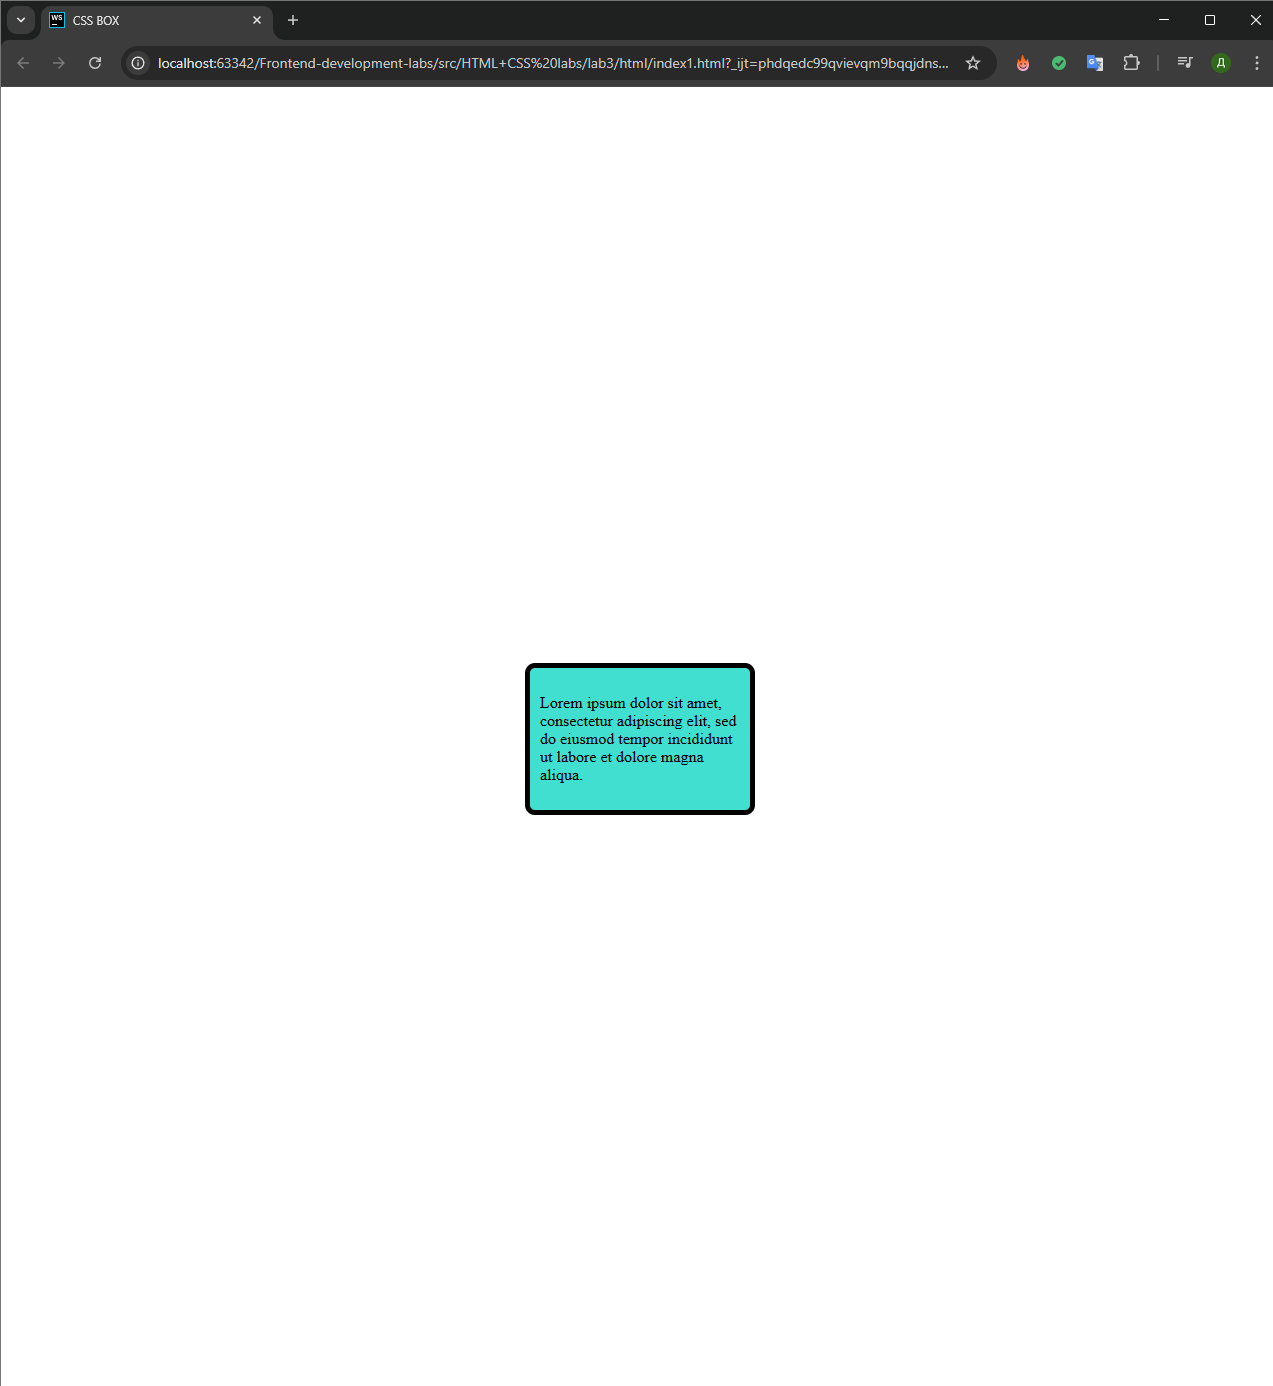 WS
CSS BOX
localhost:63342/Frontend-development-labs/src/HTML+CSS%20labs/lab3/html/index1.html?_ijt=phdqedc99qvievqm9bqqjdns...
G
Д
Lorem ipsum dolor sit amet,
consectetur adipiscing elit, sed
do eiusmod tempor incididunt
ut labore et dolore magna
aliqua.